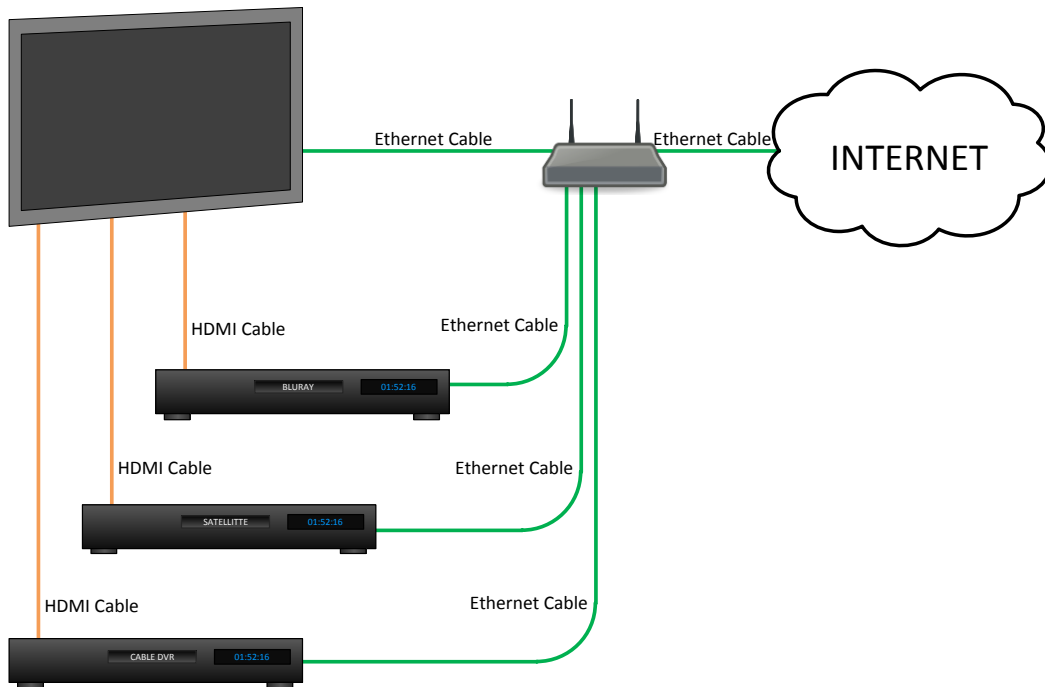 Ethernet Cable
Ethernet Cable
INTERNET
HDMI Cable
Ethernet Cable
BLURAY
01:52:16
HDMI Cable
Ethernet Cable
SATELLITTE
01:52:16
HDMI Cable
Ethernet Cable
CABLE DVR
01:52:16